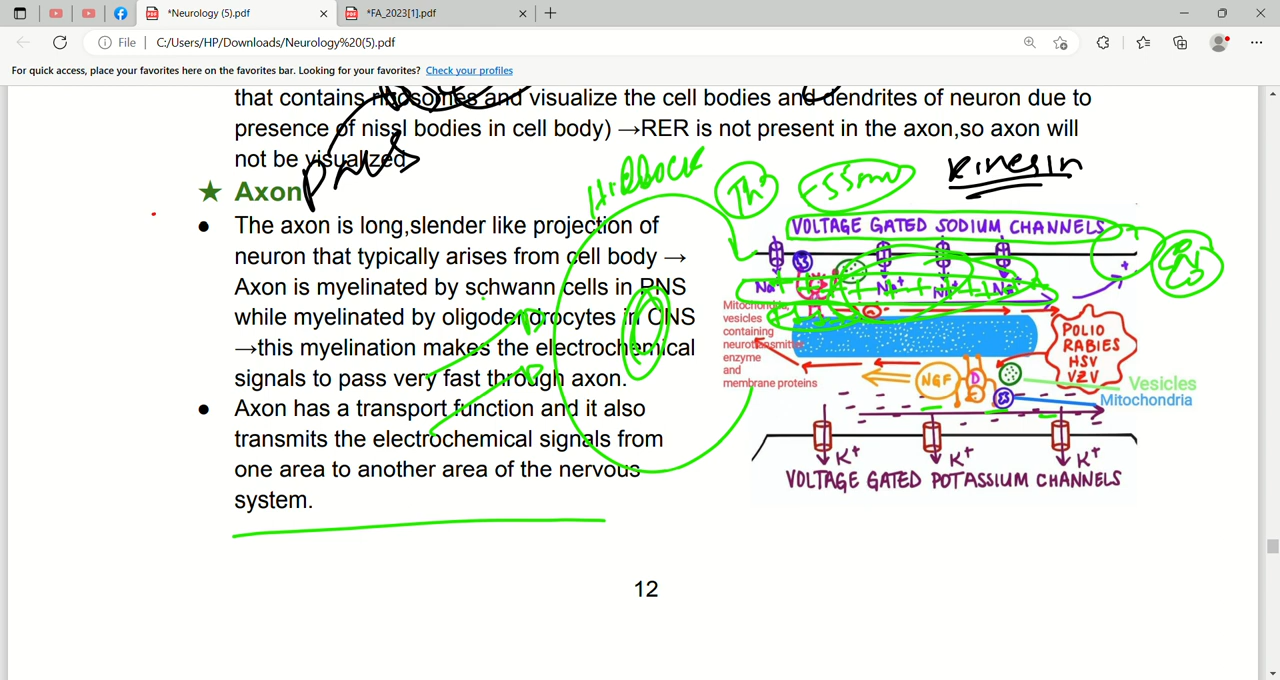 *Neurology (5).pdf
*FA_2023[1].pdf
File
C:/Users/HP/Downloads/Neurology%20(5).pdf
For quick access, place your favorites here on the favorites bar. Looking for your favorites? Check your profiles
that contains ribosomes and visualize the cell bodies and dendrites of neuron due to
presence of nissl bodies in cell body) →RER is not present in the axon,so axon will
not be visualized
★ Axon
● The axon is long,slender like projection of
neuron that typically arises from cell body →
Axon is myelinated by schwann cells in PNS
while myelinated by oligodendrocytes in CNS
→this myelination makes the electrochemical
signals to pass very fast through axon.
● Axon has a transport function and it also
transmits the electrochemical signals from
one area to another area of the nervous
system.
PNS
Hillock
-55mv
Kinesin
VOLTAGE GATED SODIUM CHANNELS
Na+ Na+ Na+ Na+
Mitochondria,
vesicles
containing
neurotransmitter
enzyme
and
membrane proteins
POLIO
RABIES
HSV
VZV
NGF
D
Vesicles
Mitochondria
K+ K+ K+
VOLTAGE GATED POTASSIUM CHANNELS
12